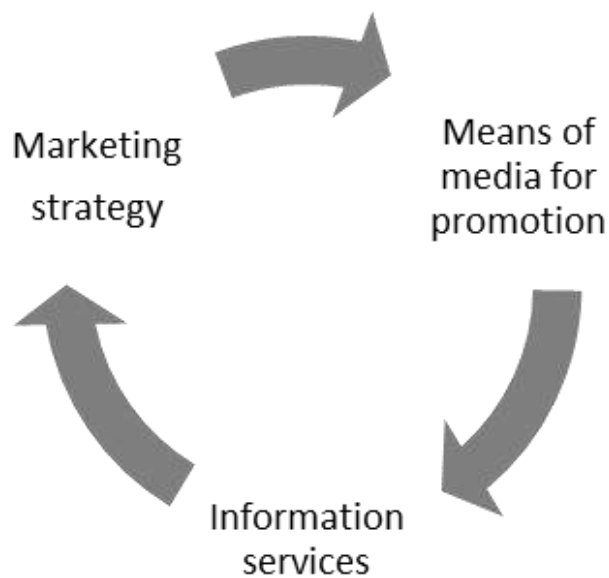 Marketing
strategy
Means of
media for
promotion
Information
services